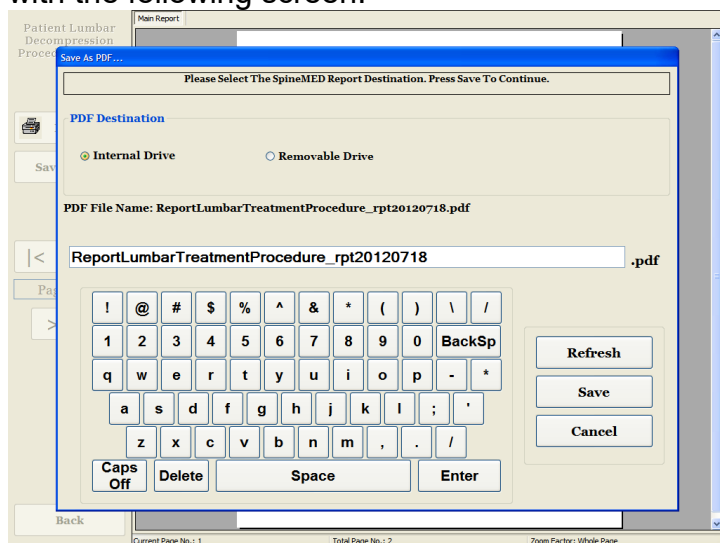 with the following screen:
Main Report
Patient Lumbar
Decompression
Save As PDF...
Please Select The SpineMED Report Destination. Press Save To Continue.
PDF Destination
Internal Drive Removable Drive
PDF File Name: ReportLumbarTreatmentProcedure_rpt20120718.pdf
ReportLumbarTreatmentProcedure_rpt20120718 .pdf
|<
>
! @ # $ % ^ & * ( ) \ /
1 2 3 4 5 6 7 8 9 0 BackSp
q w e r t y u i o p - *
a s d f g h j k l ; '
z x c v b n m , . /
Caps Off Delete Space Enter
Refresh
Save
Cancel
Back
Current Page No.: 1 Total Page No.: 2 Zoom Factor: Whole Page